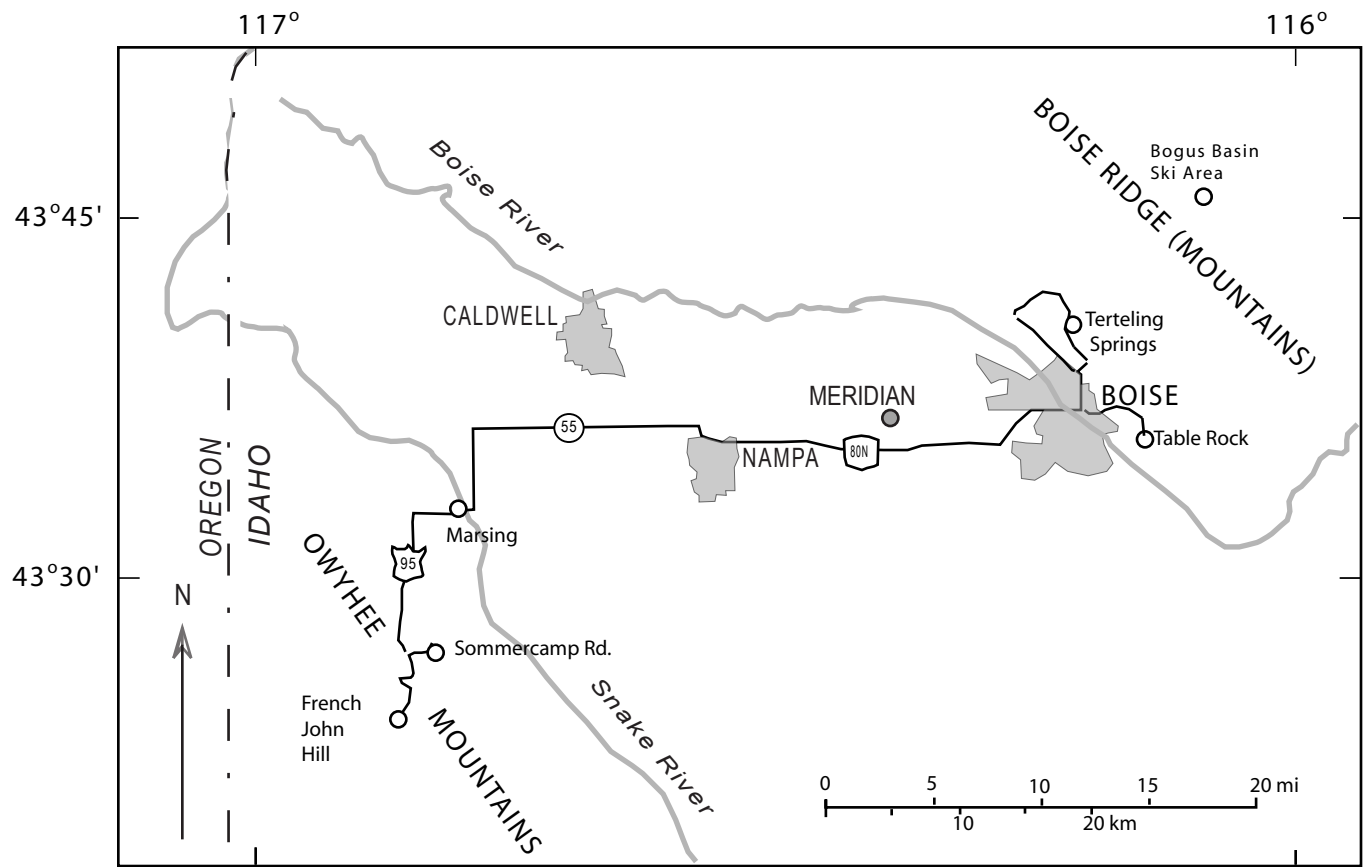 117°
116°
BOISE RIDGE (MOUNTAINS)
Bogus Basin
Ski Area
Boise River
43°45'
CALDWELL
Terteling
Springs
MERIDIAN
BOISE
55
Table Rock
80N
NAMPA
OREGON
IDAHO
Marsing
OWYHEE
95
43°30'
N
Sommercamp Rd.
French
John
Hill
MOUNTAINS
Snake River
0 5 10 15 20 mi
10 20 km